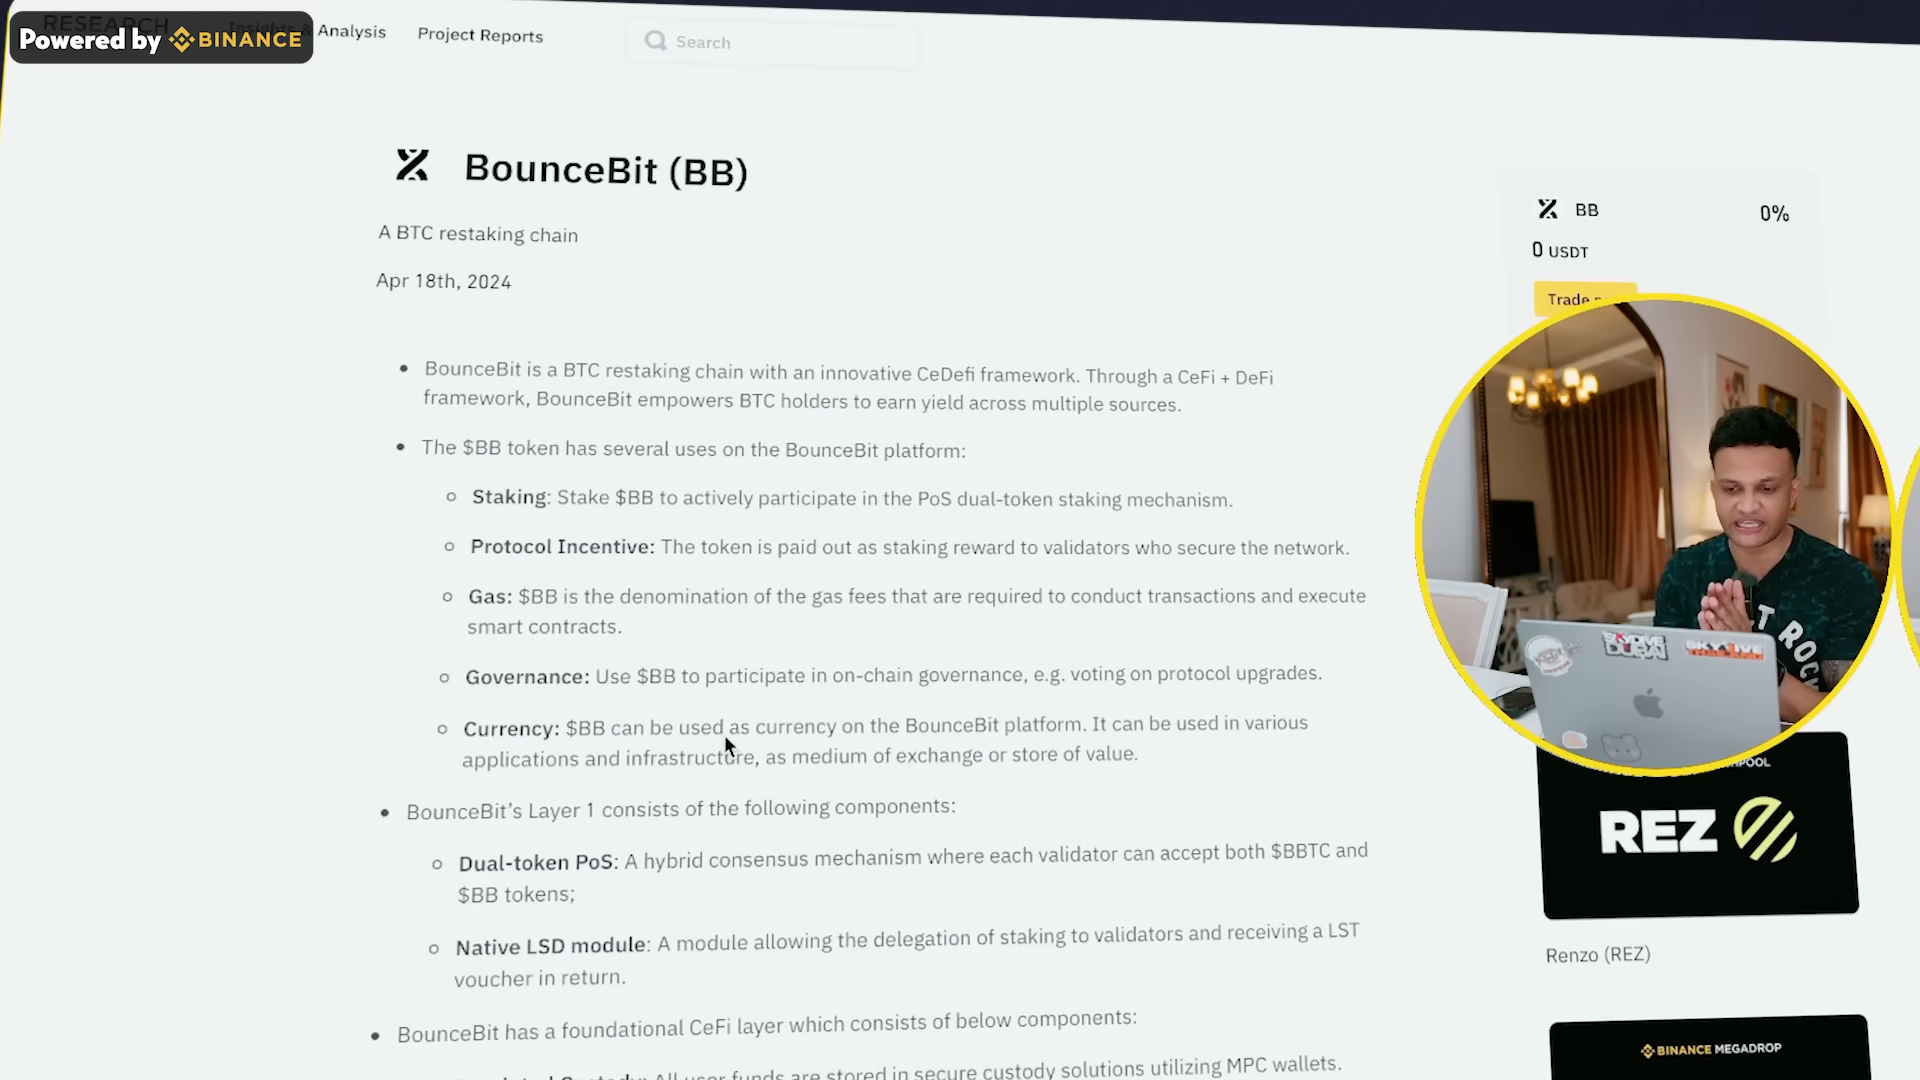 RESEARCH
Powered by BINANCE
Insights & Analysis
Project Reports
Search
BouncеBit (BB)
A BTC restaking chain
Apr 18th, 2024
BB
0%
0 USDT
Trade
• BounceBit is a BTC restaking chain with an innovative CeDefi framework. Through a CeFi + DeFi
framework, BounceBit empowers BTC holders to earn yield across multiple sources.
• The $BB token has several uses on the BounceBit platform:
○ Staking: Stake $BB to actively participate in the PoS dual-token staking mechanism.
○ Protocol Incentive: The token is paid out as staking reward to validators who secure the network.
○ Gas: $BB is the denomination of the gas fees that are required to conduct transactions and execute
smart contracts.
○ Governance: Use $BB to participate in on-chain governance, e.g. voting on protocol upgrades.
○ Currency: $BB can be used as currency on the BounceBit platform. It can be used in various
applications and infrastructure, as medium of exchange or store of value.
• BounceBit’s Layer 1 consists of the following components:
○ Dual-token PoS: A hybrid consensus mechanism where each validator can accept both $BBTC and
$BB tokens;
○ Native LSD module: A module allowing the delegation of staking to validators and receiving a LST
voucher in return.
• BounceBit has a foundational CeFi layer which consists of below components:
Custody: All user funds are stored in secure custody solutions utilizing MPC wallets.
T ROC
SKYDIVE
DUBAI
REZ
Renzo (REZ)
BINANCE MEGADROP